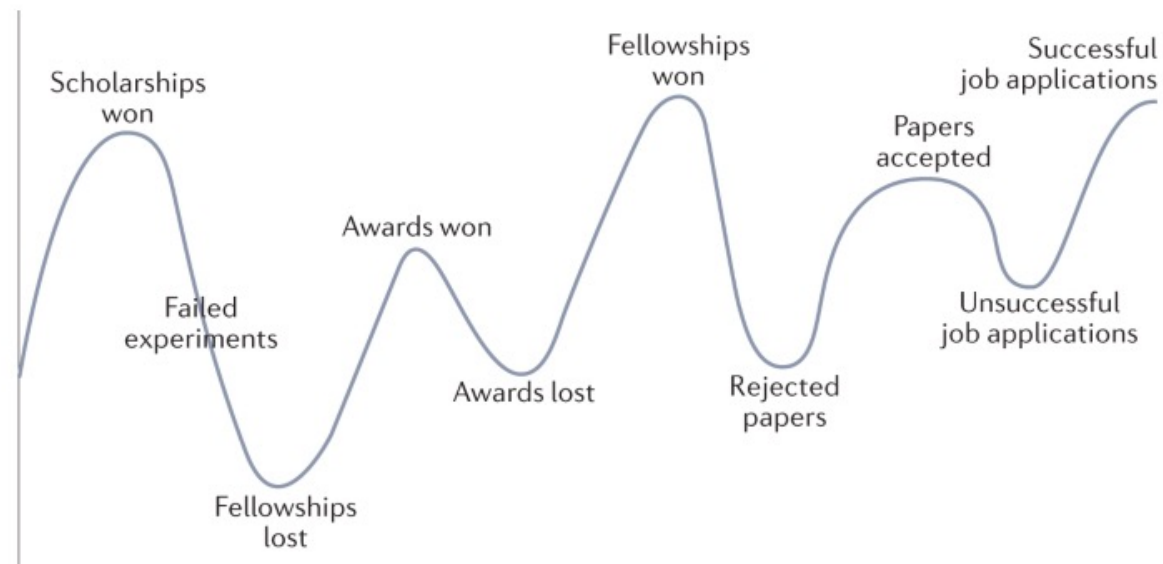 Scholarships
won
Failed
experiments
Fellowships
lost
Awards won
Awards lost
Fellowships
won
Rejected
papers
Papers
accepted
Unsuccessful
job applications
Successful
job applications